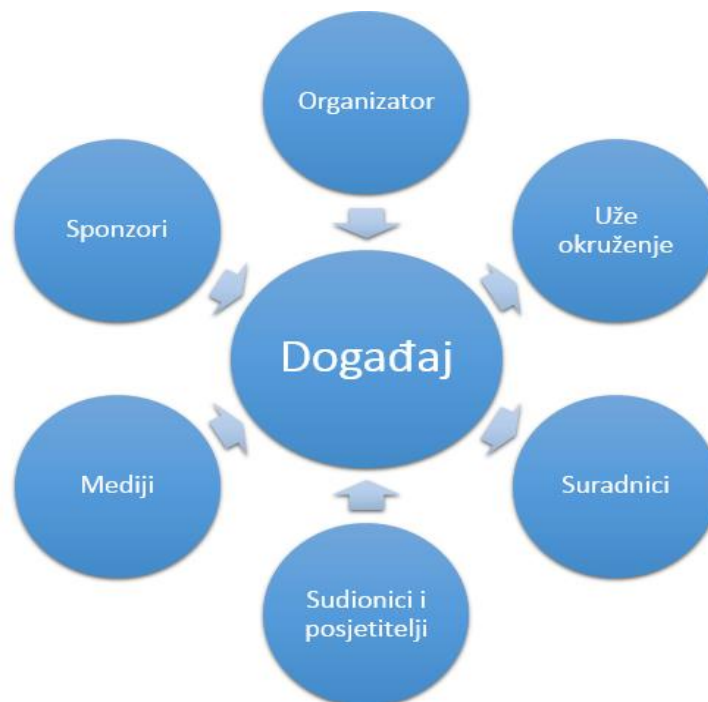 Organizator
Sponzori
Uže
okruženje
Događaj
Mediji
Suradnici
Sudionici i
posjetitelji